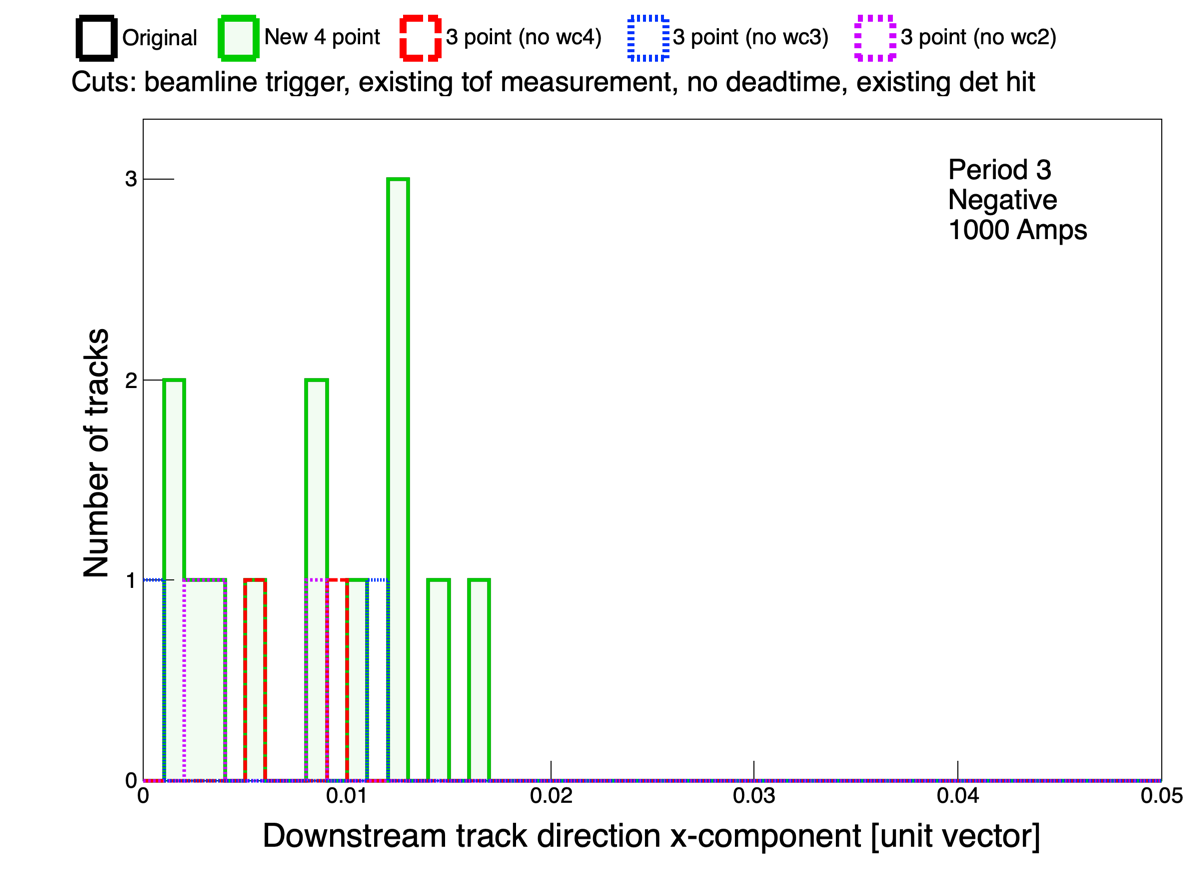 Original New 4 point 3 point (no wc4) 3 point (no wc3) 3 point (no wc2)
Cuts: beamline trigger, existing tof measurement, no deadtime, existing det hit
Period 3
Negative
1000 Amps
Number of tracks
3
2
1
0
0 0.01 0.02 0.03 0.04 0.05
Downstream track direction x-component [unit vector]